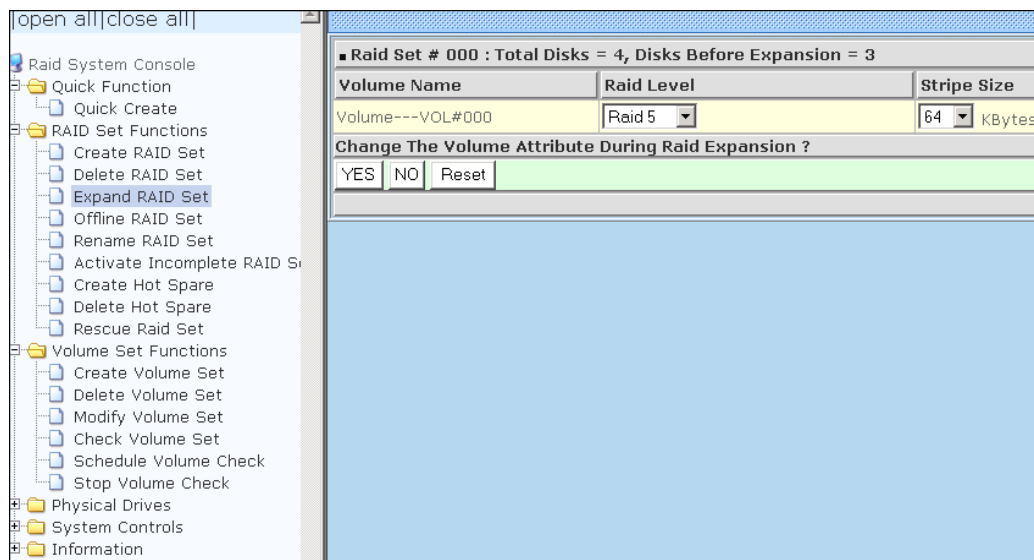 |open all|close all|
Raid System Console
Quick Function
Quick Create
RAID Set Functions
Create RAID Set
Delete RAID Set
Expand RAID Set
Offline RAID Set
Rename RAID Set
Activate Incomplete RAID S
Create Hot Spare
Delete Hot Spare
Rescue Raid Set
Volume Set Functions
Create Volume Set
Delete Volume Set
Modify Volume Set
Check Volume Set
Schedule Volume Check
Stop Volume Check
Physical Drives
System Controls
Information
▪ Raid Set # 000 : Total Disks = 4, Disks Before Expansion = 3
Volume Name Raid Level Stripe Size
Volume---VOL#000 Raid 5 64 KBytes
Change The Volume Attribute During Raid Expansion ?
YES NO Reset